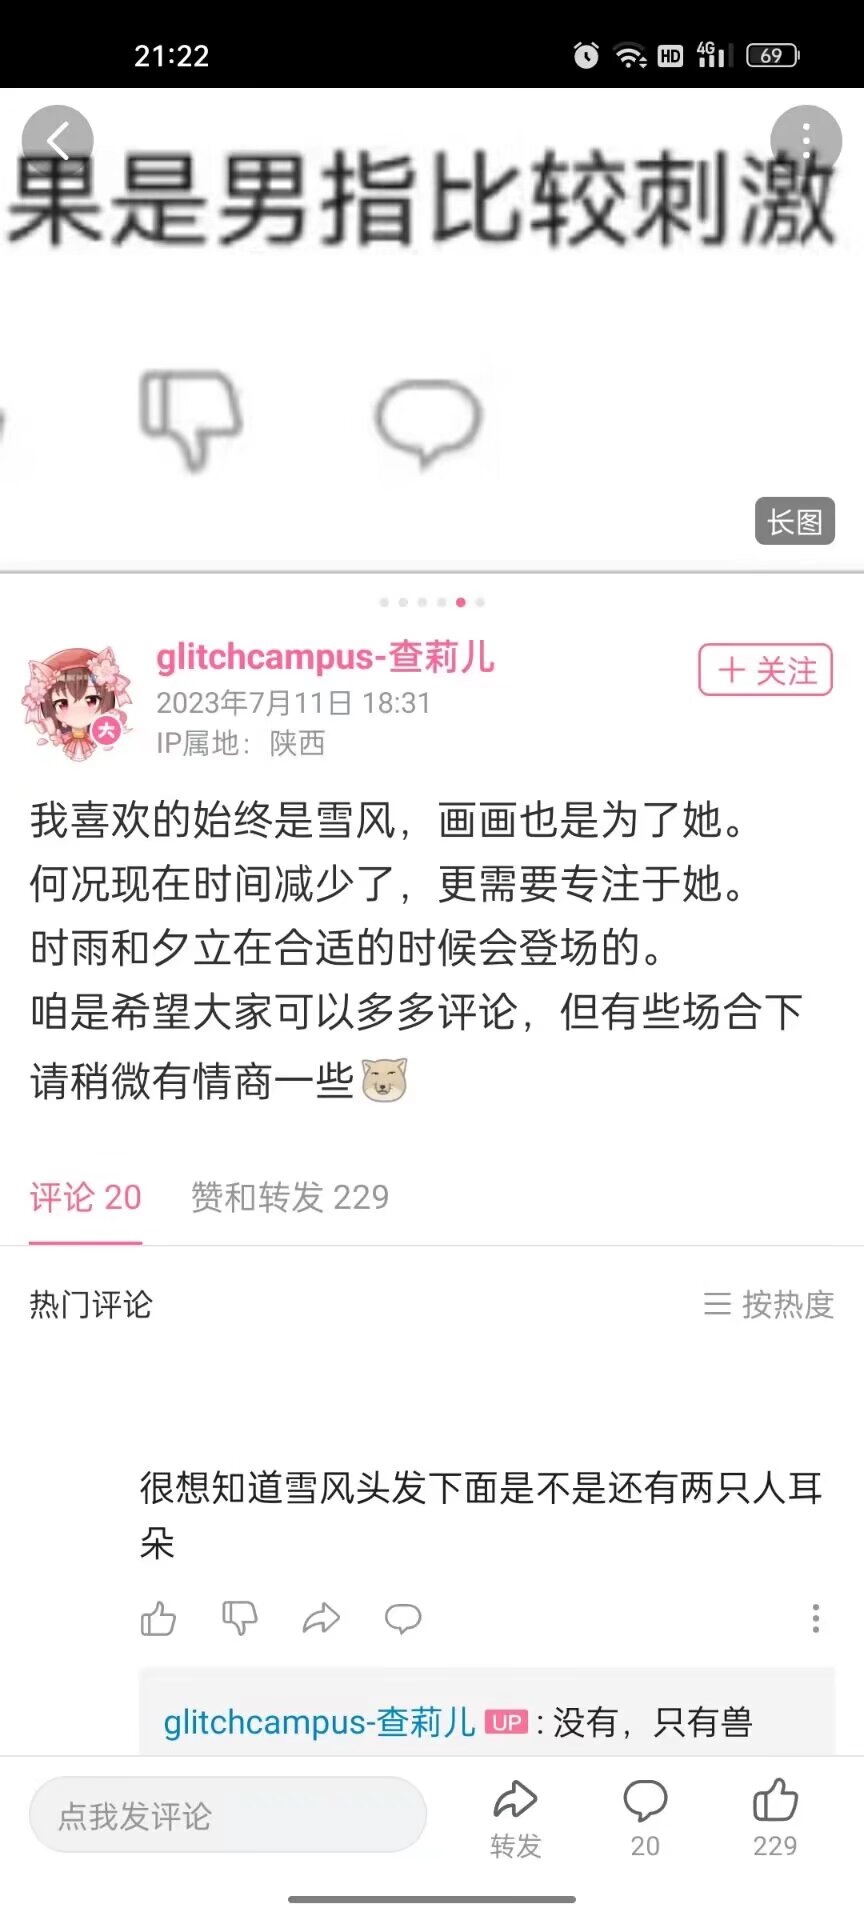 21:22
HD 4G 69
果是男指比较刺激
长图
glitchcampus-查莉儿
大
+ 关注
2023年7月11日 18:31
IP属地：陕西
我喜欢的始终是雪风，画画也是为了她。
何况现在时间减少了，更需要专注于她。
时雨和夕立在合适的时候会登场的。
咱是希望大家可以多多评论，但有些场合下
请稍微有情商一些
评论 20 赞和转发 229
热门评论 按热度
很想知道雪风头发下面是不是还有两只人耳
朵
glitchcampus-查莉儿 UP : 没有，只有兽
点我发评论
转发 20 229